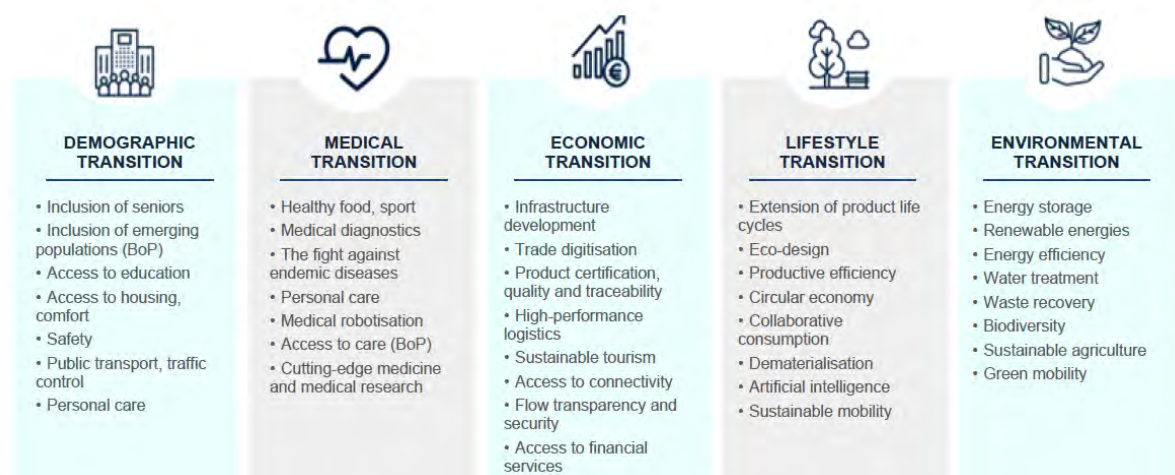 DEMOGRAPHIC
TRANSITION
• Inclusion of seniors
• Inclusion of emerging
populations (BoP)
• Access to education
• Access to housing,
comfort
• Safety
• Public transport, traffic
control
• Personal care
MEDICAL
TRANSITION
• Healthy food, sport
• Medical diagnostics
• The fight against
endemic diseases
• Personal care
• Medical robotisation
• Access to care (BoP)
• Cutting-edge medicine
and medical research
€
ECONOMIC
TRANSITION
• Infrastructure
development
• Trade digitisation
• Product certification,
quality and traceability
• High-performance
logistics
• Sustainable tourism
• Access to connectivity
• Flow transparency and
security
• Access to financial
services
LIFESTYLE
TRANSITION
• Extension of product life
cycles
• Eco-design
• Productive efficiency
• Circular economy
• Collaborative
consumption
• Dematerialisation
• Artificial intelligence
• Sustainable mobility
ENVIRONMENTAL
TRANSITION
• Energy storage
• Renewable energies
• Energy efficiency
• Water treatment
• Waste recovery
• Biodiversity
• Sustainable agriculture
• Green mobility